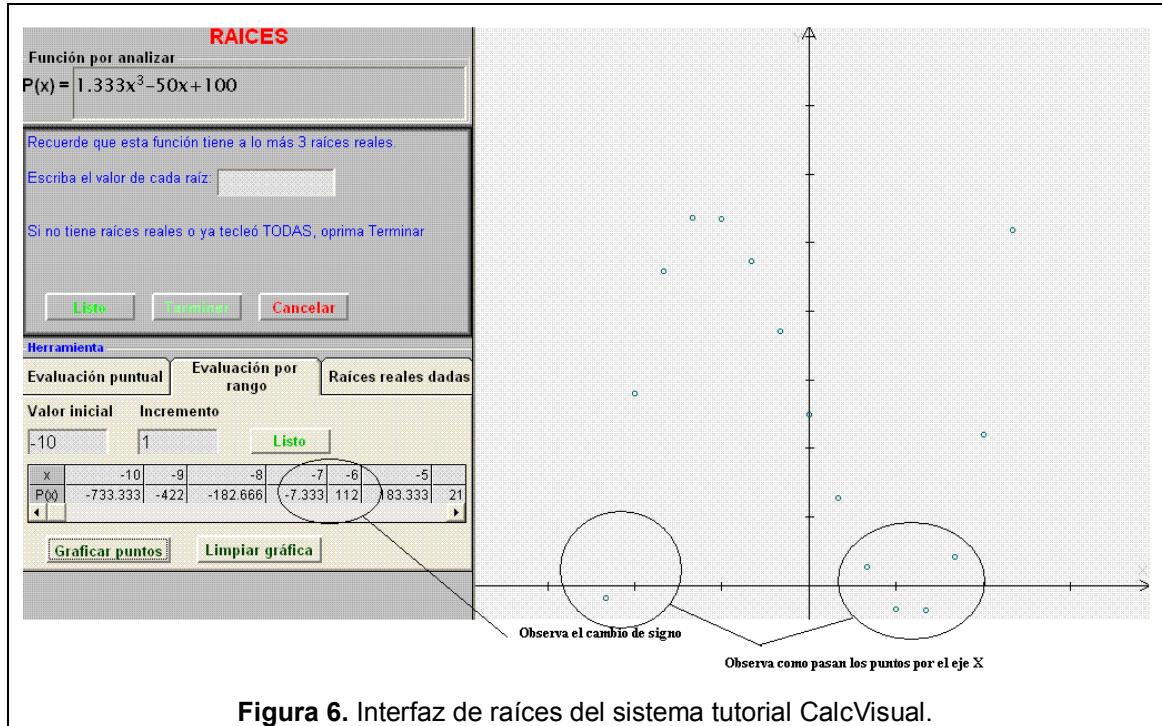 RAICES
Función por analizar
P(x) = 1.333x³-50x+100
Recuerde que esta función tiene a lo más 3 raíces reales.
Escriba el valor de cada raíz:
Si no tiene raíces reales o ya tecleó TODAS, oprima Terminar
Listo Terminar Cancelar
Herramienta
Evaluación puntual Evaluación por rango Raíces reales dadas
Valor inicial Incremento
-10 1 Listo
x -10 -9 -8 -7 -6 -5
P(x) -733.333 -422 -182.666 -7.333 112 183.333 21
Graficar puntos Limpiar gráfica
Y
X
Observa el cambio de signo
Observa como pasan los puntos por el eje X
Figura 6. Interfaz de raíces del sistema tutorial CalcVisual.